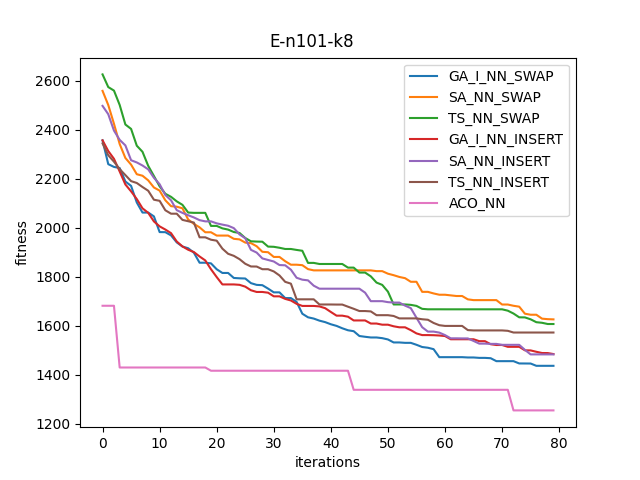 E-n101-k8
fitness
2600
2400
2200
2000
1800
1600
1400
1200
GA_I_NN_SWAP
SA_NN_SWAP
TS_NN_SWAP
GA_I_NN_INSERT
SA_NN_INSERT
TS_NN_INSERT
ACO_NN
0 10 20 30 40 50 60 70 80
iterations